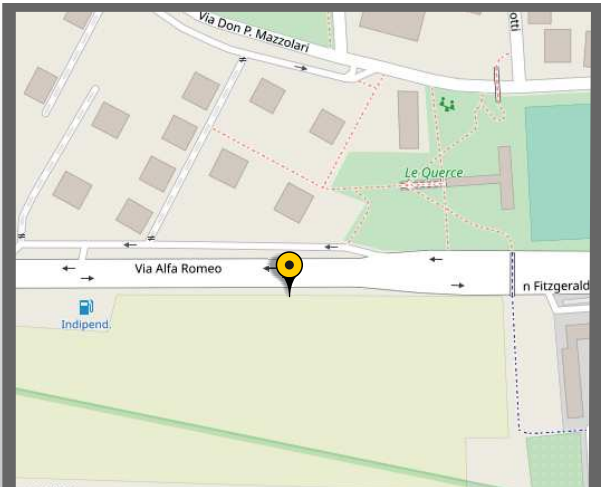 Via Don P. Mazzolari
otti
Le Querce
Via Alfa Romeo
n Fitzgerald
Indipend.